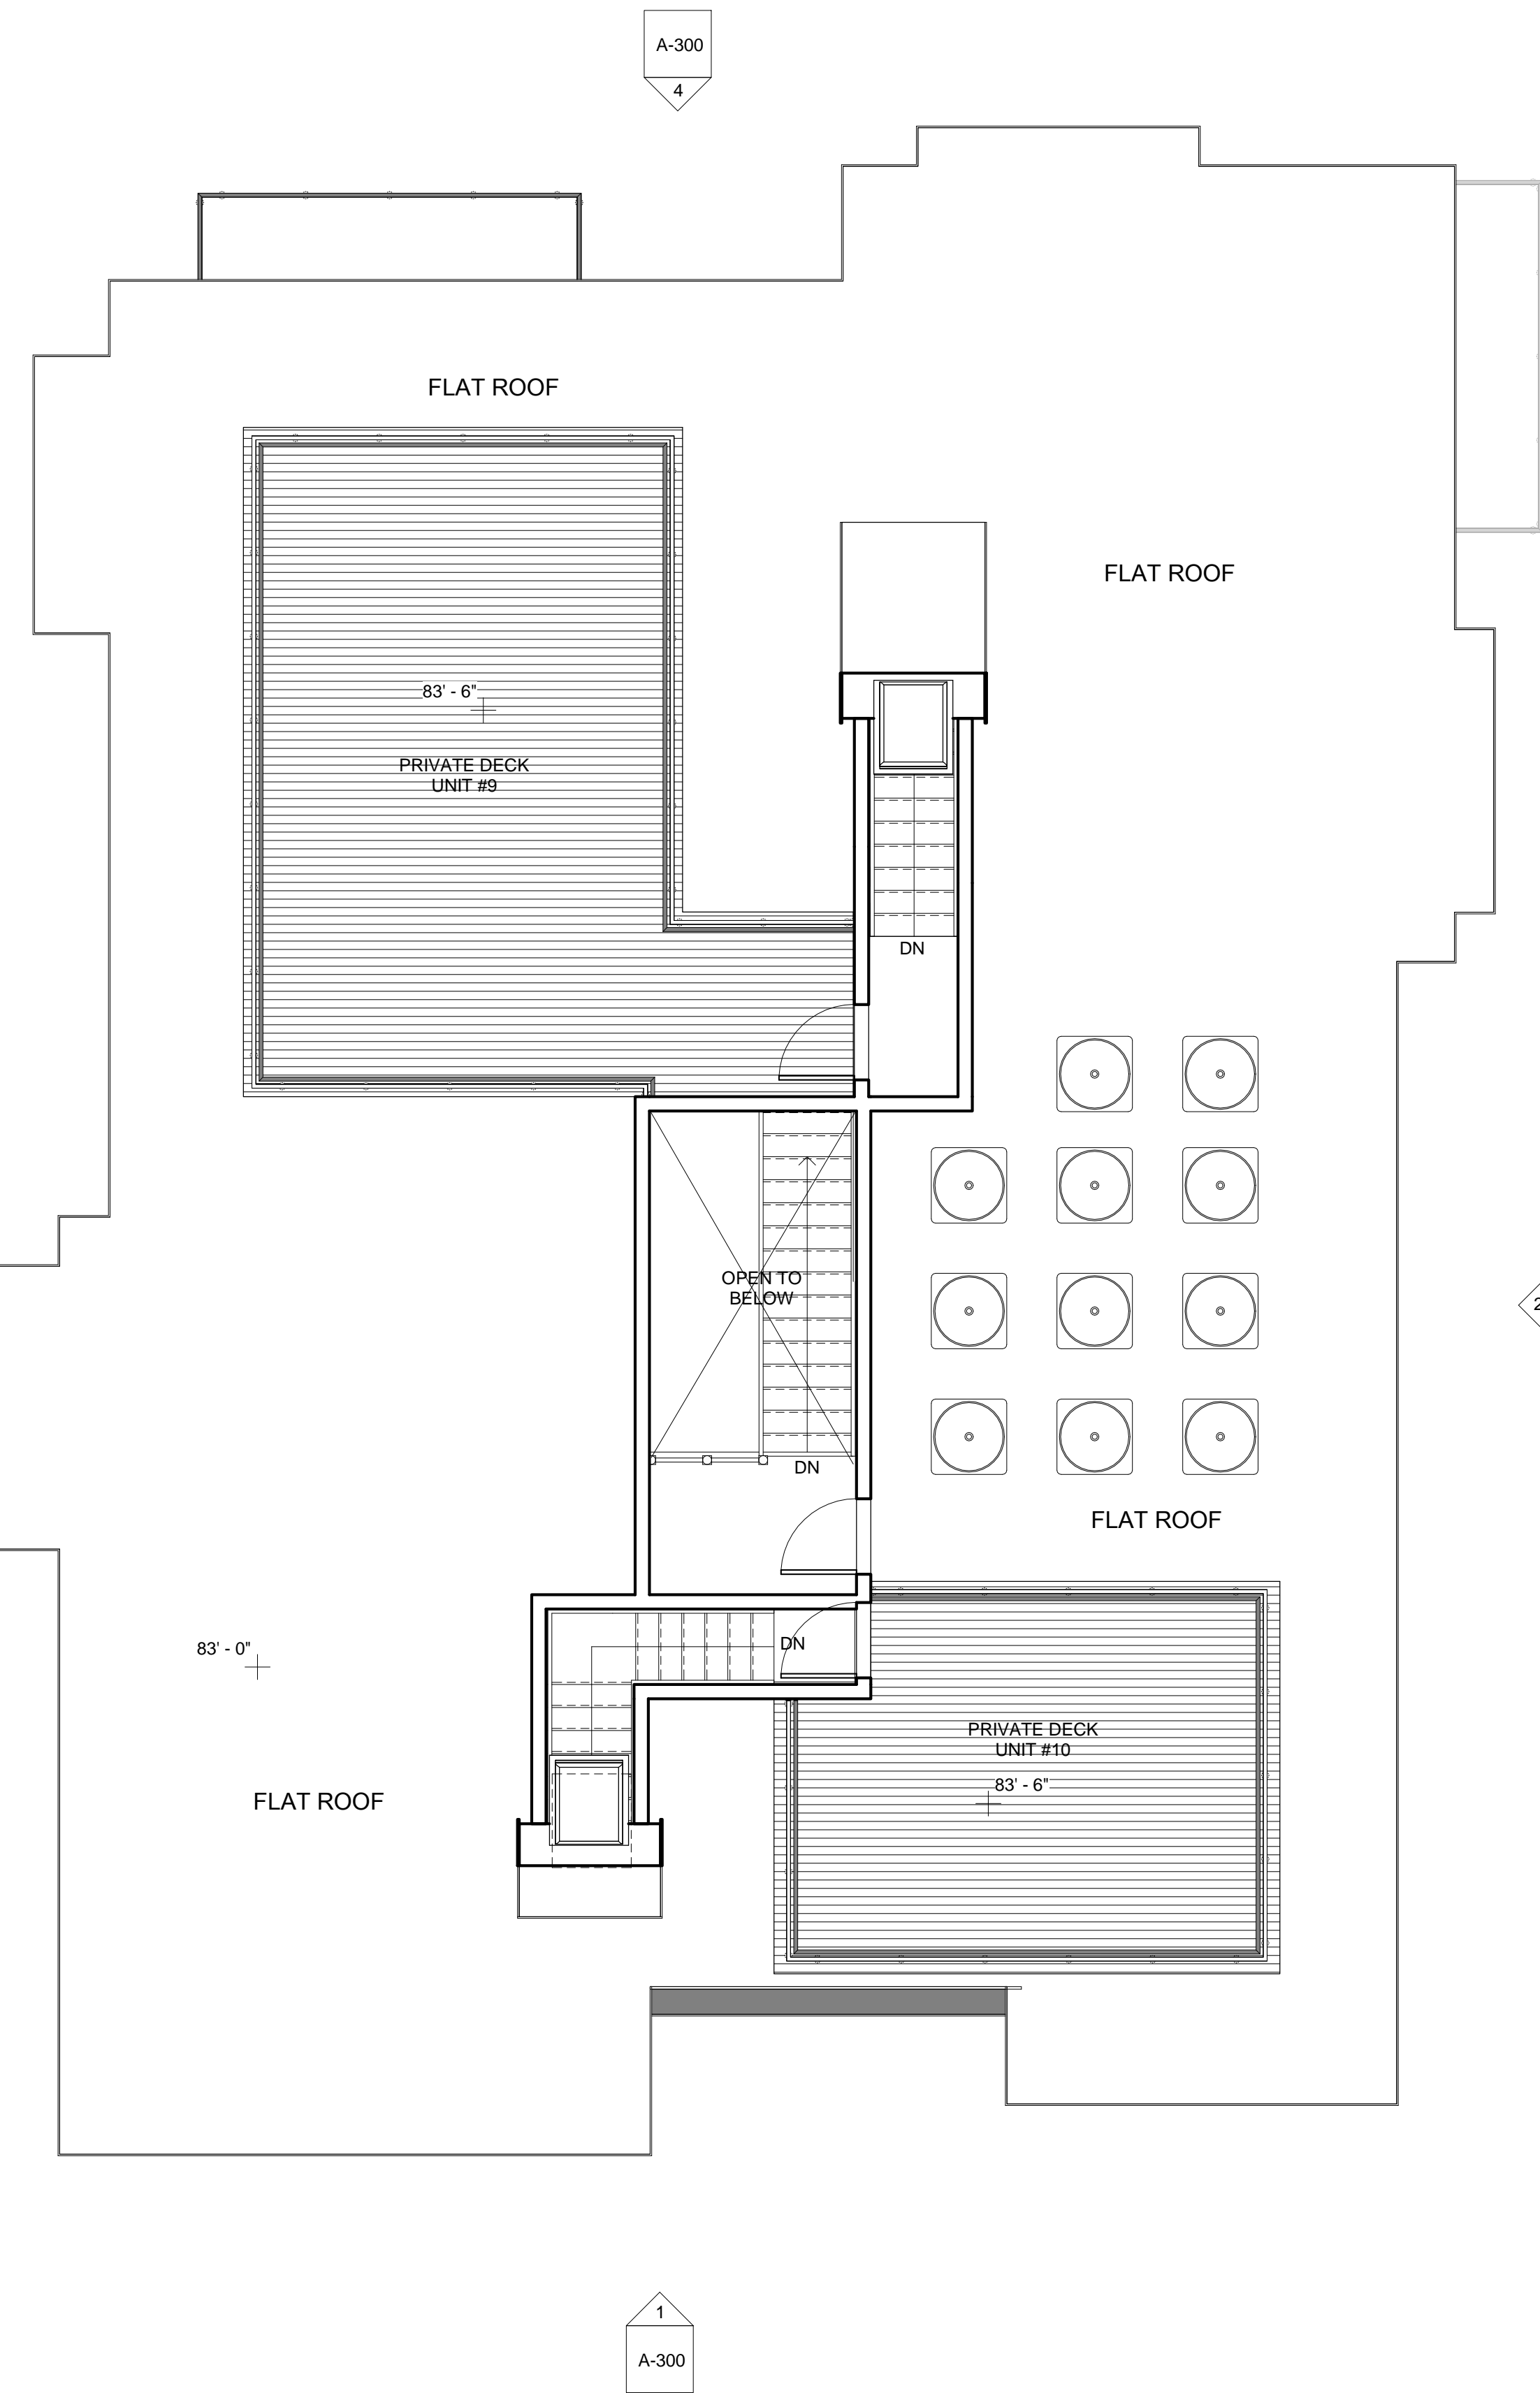 A-300
4
FLAT ROOF
FLAT ROOF
83' - 6"
PRIVATE DECK
UNIT #9
DN
OPEN TO
BELOW
2
DN
FLAT ROOF
DN
83' - 0"
PRIVATE DECK
UNIT #10
83' - 6"
FLAT ROOF
1
A-300